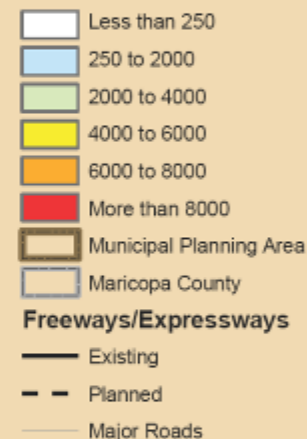 Less than 250
250 to 2000
2000 to 4000
4000 to 6000
6000 to 8000
More than 8000
Municipal Planning Area
Maricopa County
Freeways/Expressways
Existing
Planned
Major Roads